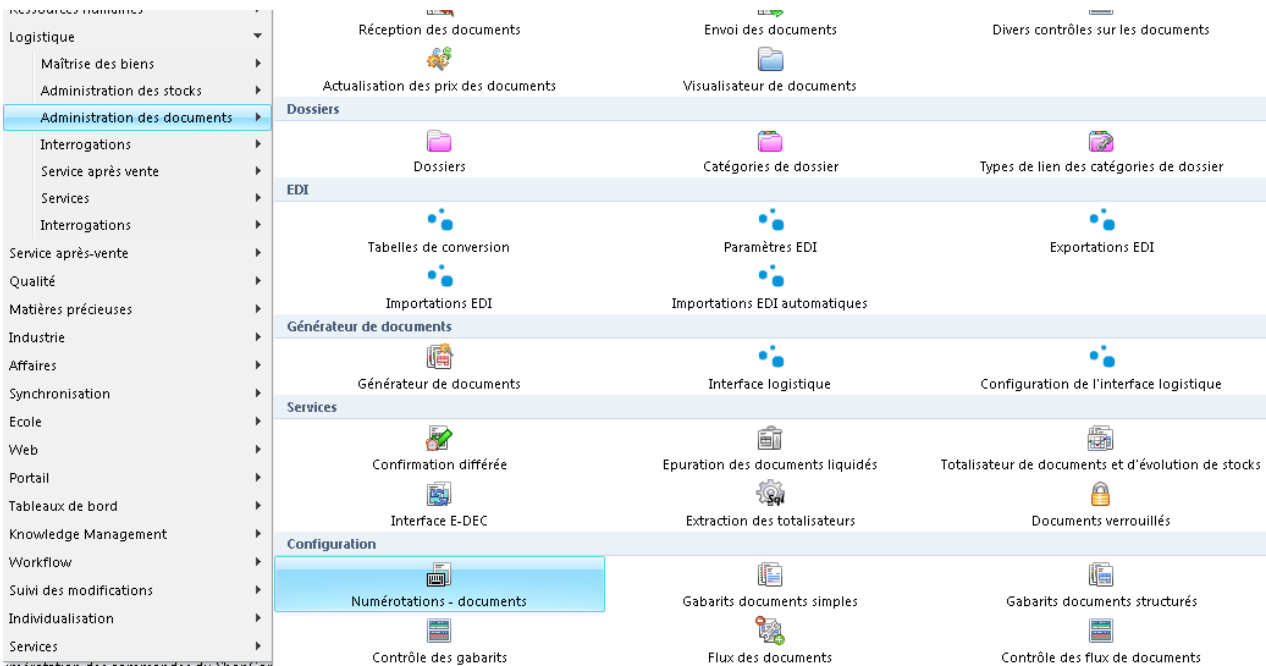 Ressources humaines
Logistique
Maîtrise des biens
Administration des stocks
Administration des documents
Interrogations
Service après vente
Services
Interrogations
Service après-vente
Qualité
Matières précieuses
Industrie
Affaires
Synchronisation
Ecole
Web
Portail
Tableaux de bord
Knowledge Management
Workflow
Suivi des modifications
Individualisation
Services
Réception des documents
Envoi des documents
Divers contrôles sur les documents
Actualisation des prix des documents
Visualisateur de documents
Dossiers
Dossiers
Catégories de dossier
Types de lien des catégories de dossier
EDI
Tabelles de conversion
Paramètres EDI
Exportations EDI
Importations EDI
Importations EDI automatiques
Générateur de documents
Générateur de documents
Interface logistique
Configuration de l'interface logistique
Services
Confirmation différée
Epuration des documents liquidés
Totalisateur de documents et d'évolution de stocks
Interface E-DEC
Sql
Extraction des totalisateurs
Documents verrouillés
Configuration
Numérotations - documents
Gabarits documents simples
Gabarits documents structurés
Contrôle des gabarits
Flux des documents
Contrôle des flux de documents